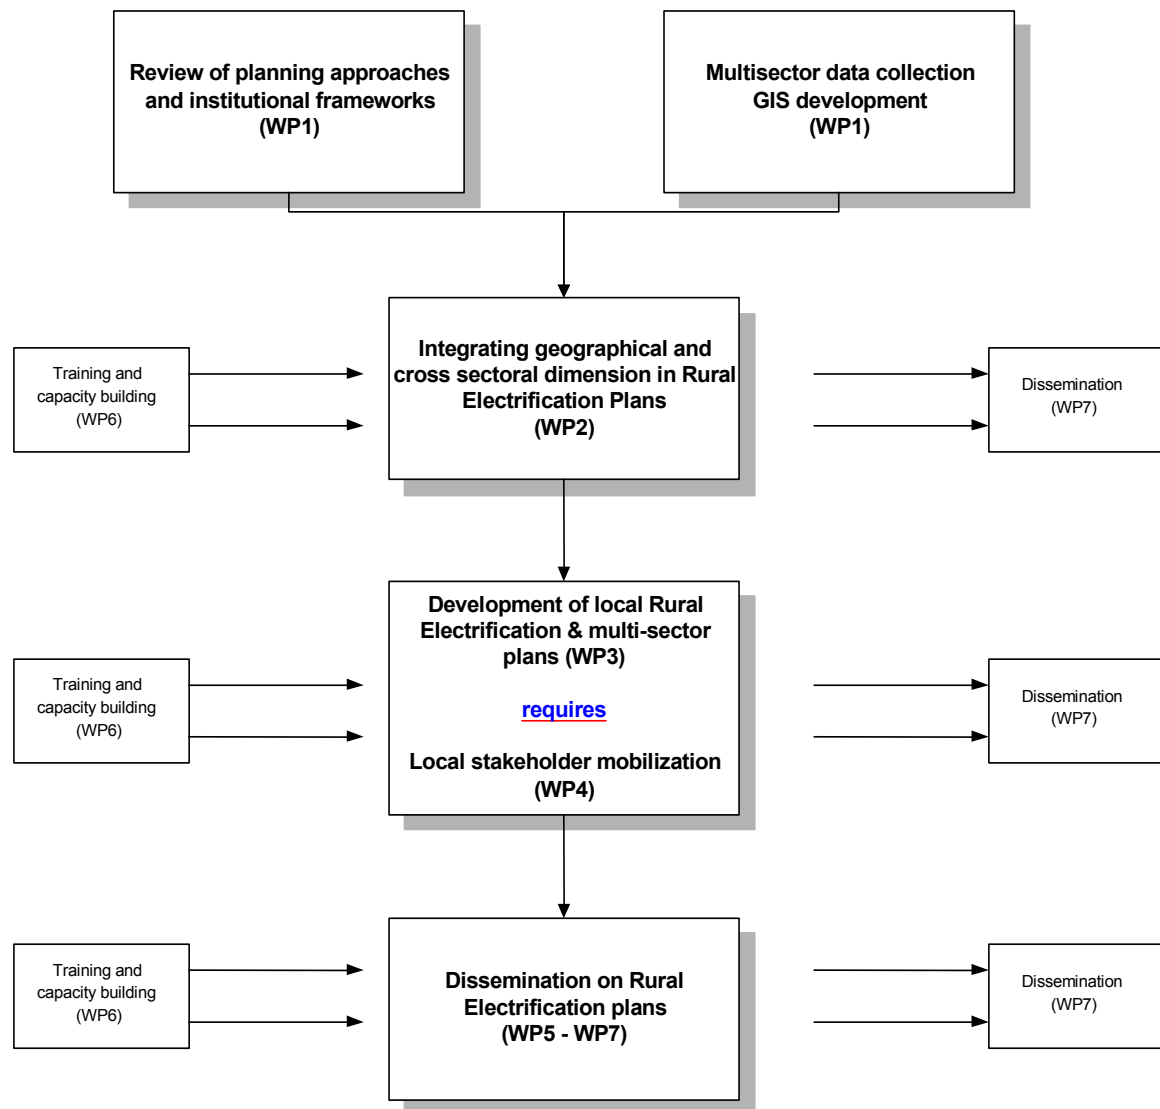 Review of planning approaches
and institutional frameworks
(WP1)
Multisector data collection
GIS development
(WP1)
Training and
capacity building
(WP6)
Integrating geographical and
cross sectoral dimension in Rural
Electrification Plans
(WP2)
Dissemination
(WP7)
Training and
capacity building
(WP6)
Development of local Rural
Electrification & multi-sector
plans (WP3)
requires
Local stakeholder mobilization
(WP4)
Dissemination
(WP7)
Training and
capacity building
(WP6)
Dissemination on Rural
Electrification plans
(WP5 - WP7)
Dissemination
(WP7)